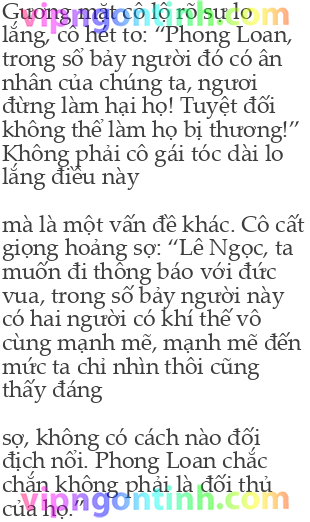 Gương mặt cô lộ rõ sự lo
lắng, cô hét to: “Phong Loan,
trong số bảy người đó có ân
nhân của chúng ta, ngươi
đừng làm hại họ! Tuyệt đối
không thể làm họ bị thương!”
Không phải cô gái tóc dài lo
lắng điều này
mà là một vấn đề khác. Cô cất
giọng hoảng sợ: “Lê Ngọc, ta
muốn đi thông báo với đức
vua, trong số bảy người này
có hai người có khí thế vô
cùng mạnh mẽ, mạnh mẽ đến
mức ta chỉ nhìn thôi cũng
thấy đáng
sợ, không có cách nào đối
địch nổi. Phong Loan chắc
chắn không phải là đối thủ
của họ.”
vipngontinh.com
vipngontinh.com